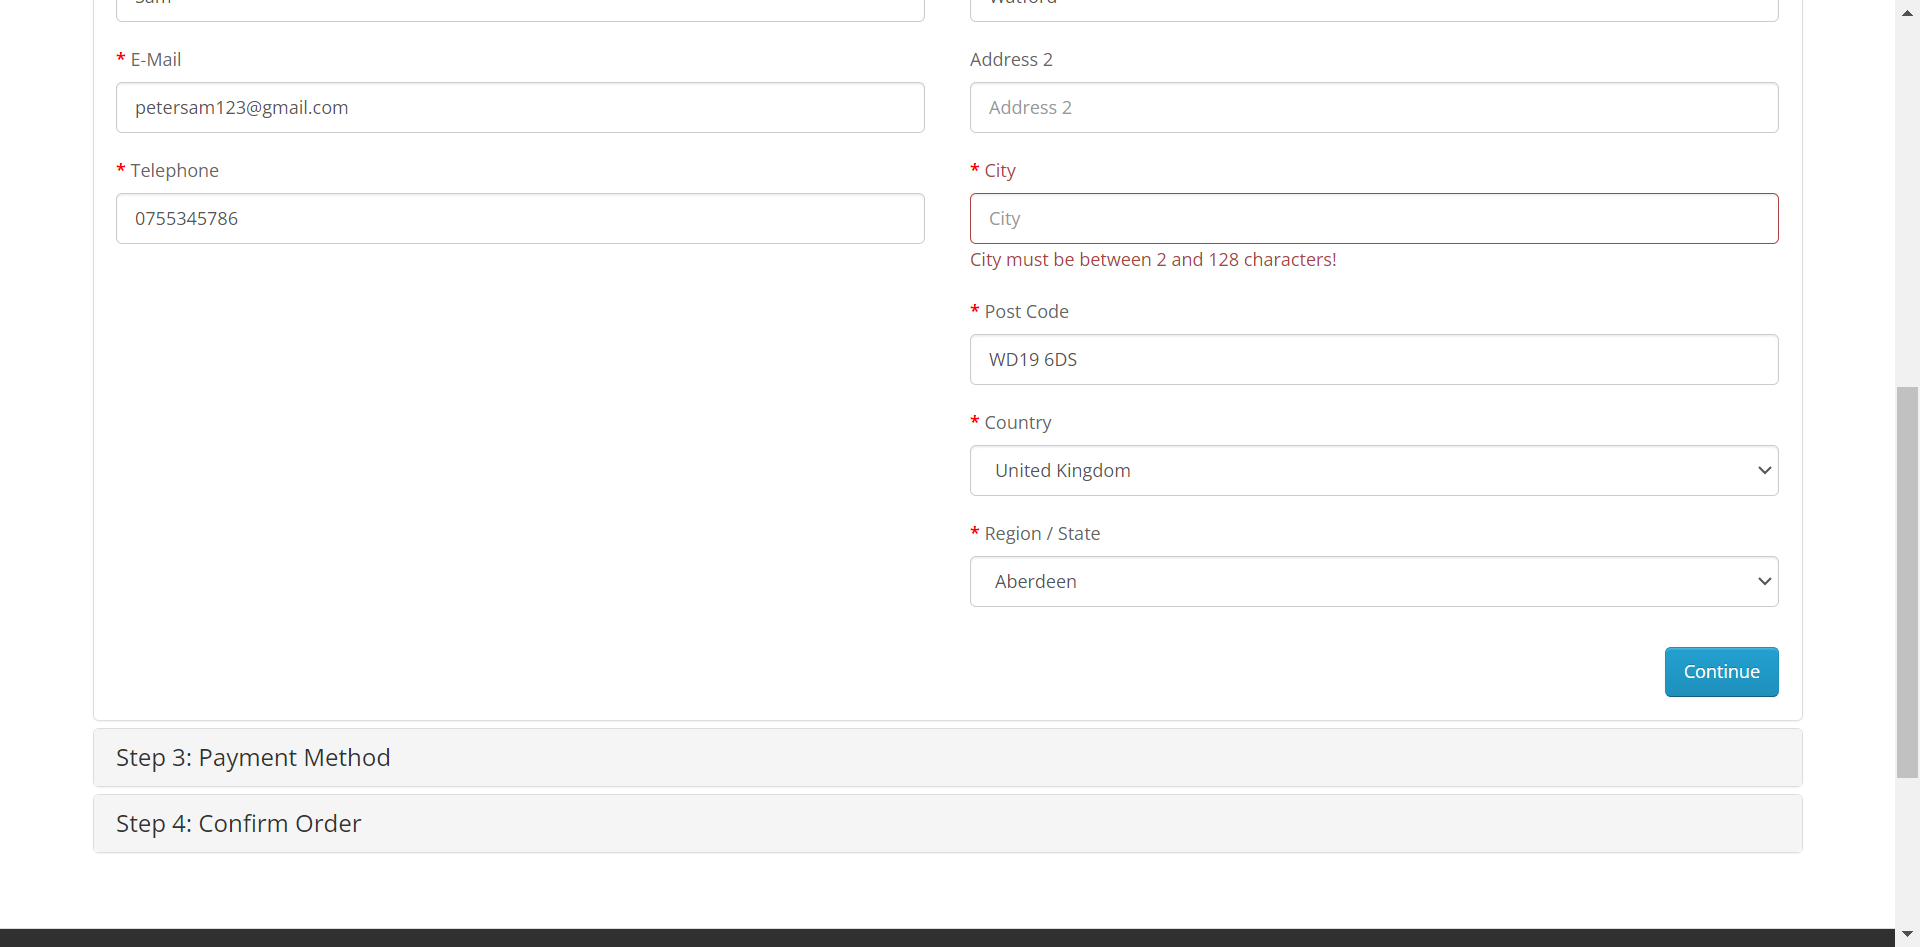 Sam
Watford
* E-Mail
petersam123@gmail.com
* Telephone
0755345786
Address 2
Address 2
* City
City
City must be between 2 and 128 characters!
* Post Code
WD19 6DS
* Country
United Kingdom
* Region / State
Aberdeen
Continue
Step 3: Payment Method
Step 4: Confirm Order